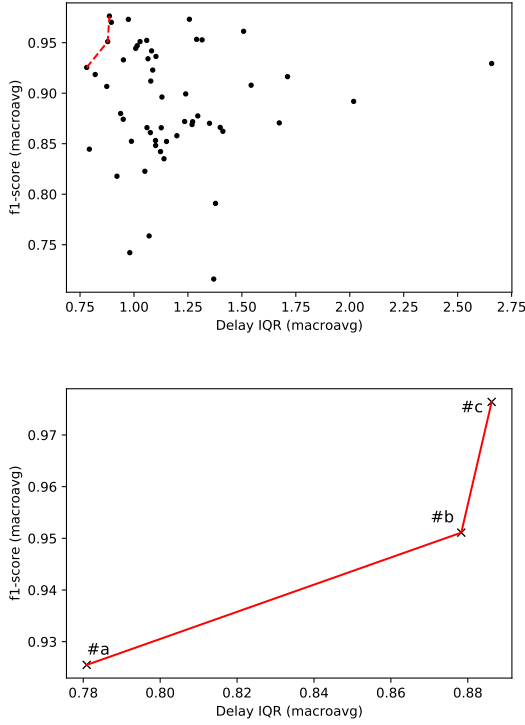 f1-score (macroavg)
0.95
0.90
0.85
0.80
0.75
0.75 1.00 1.25 1.50 1.75 2.00 2.25 2.50 2.75
Delay IQR (macroavg)
f1-score (macroavg)
0.97
0.96
0.95
0.94
0.93
#c
#b
#a
0.78 0.80 0.82 0.84 0.86 0.88
Delay IQR (macroavg)